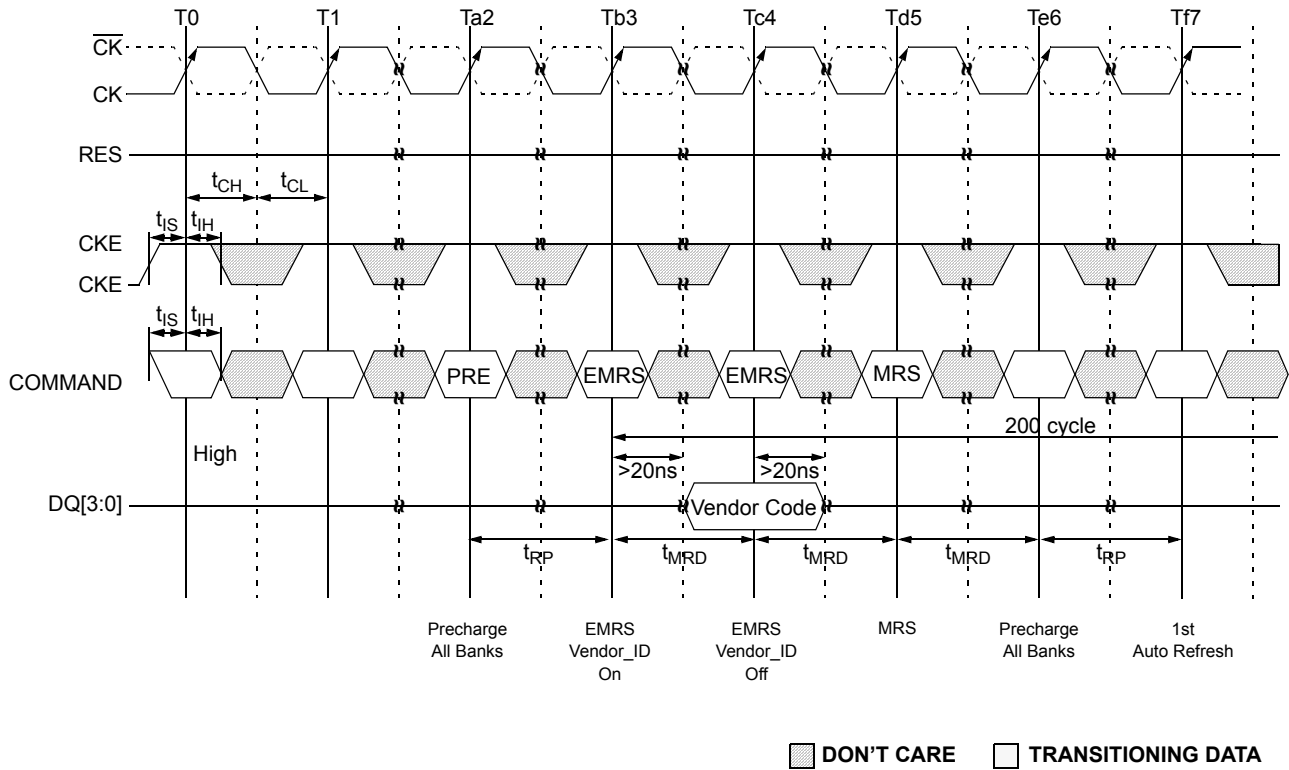 T0 T1 Ta2 Tb3 Tc4 Td5 Te6 Tf7
CK
CK
RES
tCH tCL
tIS tIH
CKE
CKE
tIS tIH
COMMAND PRE EMRS EMRS MRS
200 cycle
High
>20ns >20ns
DQ[3:0] Vendor Code
tRP tMRD tMRD tMRD tRP
Precharge All Banks
EMRS Vendor_ID On
EMRS Vendor_ID Off
MRS
Precharge All Banks
1st Auto Refresh
DON'T CARE TRANSITIONING DATA